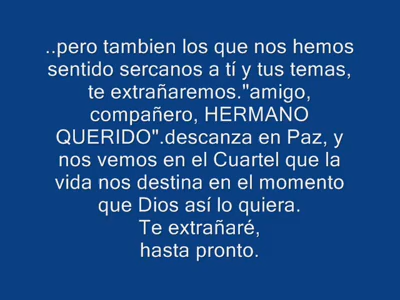 ..pero tambien los que nos hemos
sentido sercanos a tí y tus temas,
te extrañaremos."amigo,
compañero, HERMANO
QUERIDO".descanza en Paz, y
nos vemos en el Cuartel que la
vida nos destina en el momento
que Dios así lo quiera.
Te extrañaré,
hasta pronto.